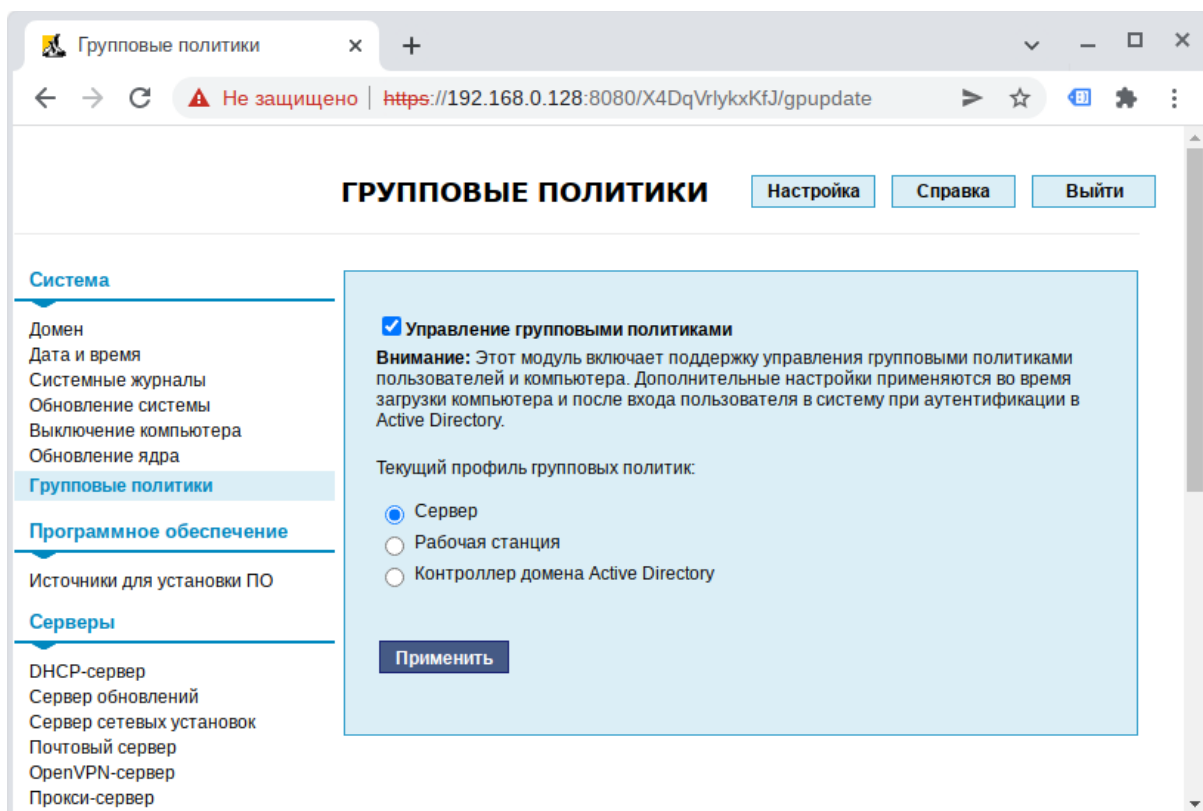 Групповые политики
Не защищено | https://192.168.0.128:8080/X4DqVrlykxKfJ/gpupdate
ГРУППОВЫЕ ПОЛИТИКИ
Настройка
Справка
Выйти
Система
Домен
Дата и время
Системные журналы
Обновление системы
Выключение компьютера
Обновление ядра
Групповые политики
Программное обеспечение
Источники для установки ПО
Серверы
DHCP-сервер
Сервер обновлений
Сервер сетевых установок
Почтовый сервер
OpenVPN-сервер
Прокси-сервер
Управление групповыми политиками
Внимание: Этот модуль включает поддержку управления групповыми политиками
пользователей и компьютера. Дополнительные настройки применяются во время
загрузки компьютера и после входа пользователя в систему при аутентификации в
Active Directory.
Текущий профиль групповых политик:
Сервер
Рабочая станция
Контроллер домена Active Directory
Применить